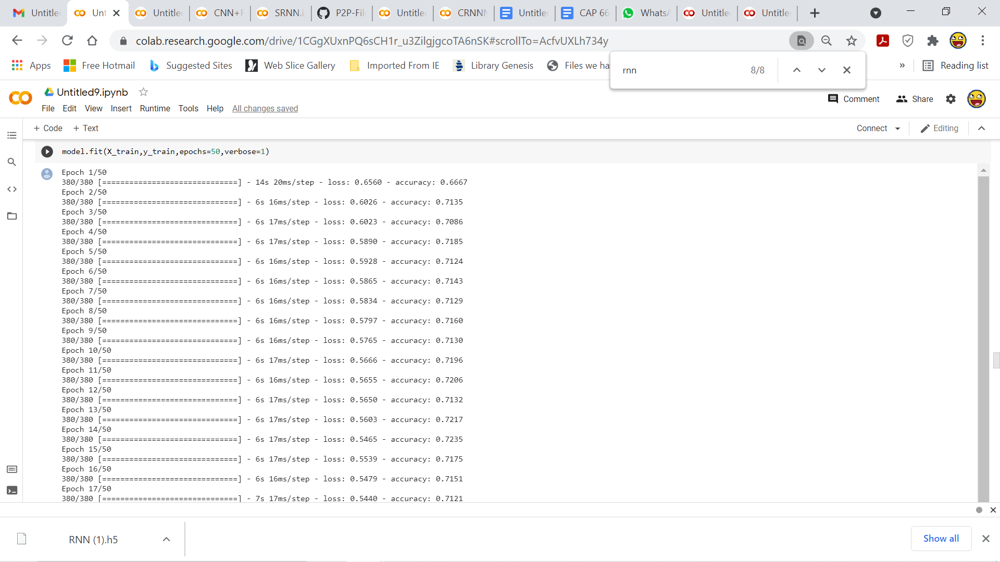 Untitle
Unt
Untitle
CNN+F
SRNN.i
P2P-File
Untitle
CRNNN
Untitle
CAP 66
WhatsA
Untitle
Untitle
colab.research.google.com/drive/1CGgXUxnPQ6sCH1r_u3ZilgjgcoTA6nSK#scrollTo=AcfvUXLh734y
Apps
Free Hotmail
Suggested Sites
Web Slice Gallery
Imported From IE
Library Genesis
Files we ha
»
Reading list
rnn
8/8
Untitled9.ipynb
Comment
Share
File Edit View Insert Runtime Tools Help All changes saved
+ Code + Text
Connect
Editing
model.fit(X_train,y_train,epochs=50,verbose=1)
Epoch 1/50
380/380 [==============================] - 14s 20ms/step - loss: 0.6560 - accuracy: 0.6667
Epoch 2/50
380/380 [==============================] - 6s 16ms/step - loss: 0.6026 - accuracy: 0.7135
Epoch 3/50
380/380 [==============================] - 6s 17ms/step - loss: 0.6023 - accuracy: 0.7086
Epoch 4/50
380/380 [==============================] - 6s 17ms/step - loss: 0.5890 - accuracy: 0.7185
Epoch 5/50
380/380 [==============================] - 6s 16ms/step - loss: 0.5928 - accuracy: 0.7124
Epoch 6/50
380/380 [==============================] - 6s 16ms/step - loss: 0.5865 - accuracy: 0.7143
Epoch 7/50
380/380 [==============================] - 6s 16ms/step - loss: 0.5834 - accuracy: 0.7129
Epoch 8/50
380/380 [==============================] - 6s 16ms/step - loss: 0.5797 - accuracy: 0.7160
Epoch 9/50
380/380 [==============================] - 6s 16ms/step - loss: 0.5765 - accuracy: 0.7130
Epoch 10/50
380/380 [==============================] - 6s 17ms/step - loss: 0.5666 - accuracy: 0.7196
Epoch 11/50
380/380 [==============================] - 6s 16ms/step - loss: 0.5655 - accuracy: 0.7206
Epoch 12/50
380/380 [==============================] - 6s 17ms/step - loss: 0.5650 - accuracy: 0.7132
Epoch 13/50
380/380 [==============================] - 6s 17ms/step - loss: 0.5603 - accuracy: 0.7217
Epoch 14/50
380/380 [==============================] - 6s 17ms/step - loss: 0.5465 - accuracy: 0.7235
Epoch 15/50
380/380 [==============================] - 6s 17ms/step - loss: 0.5539 - accuracy: 0.7175
Epoch 16/50
380/380 [==============================] - 6s 16ms/step - loss: 0.5479 - accuracy: 0.7151
Epoch 17/50
380/380 [==============================] - 7s 17ms/step - loss: 0.5440 - accuracy: 0.7121
RNN (1).h5
Show all